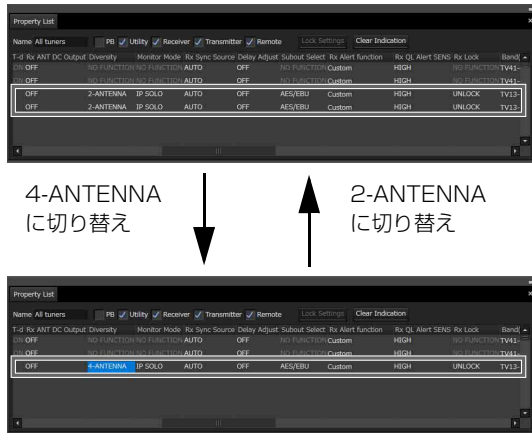 Property List
Name All tuners PB Utility Receiver Transmitter Remote Lock Settings Clear Indication
T-d Rx ANT DC Output Diversity Monitor Mode Rx Sync Source Delay Adjust Subout Select Rx Alert function Rx QL Alert SENS Rx Lock Band(
ON OFF NO FUNCTION NO FUNCTION AUTO OFF NO FUNCTION Custom HIGH NO FUNCTION TV41-
ON OFF NO FUNCTION NO FUNCTION AUTO OFF NO FUNCTION Custom HIGH NO FUNCTION TV41-
OFF 2-ANTENNA IP SOLO AUTO OFF AES/EBU Custom HIGH UNLOCK TV13-
OFF 2-ANTENNA IP SOLO AUTO OFF AES/EBU Custom HIGH UNLOCK TV13-
4-ANTENNA
に切り替え
2-ANTENNA
に切り替え
Property List
Name All tuners PB Utility Receiver Transmitter Remote Lock Settings Clear Indication
T-d Rx ANT DC Output Diversity Monitor Mode Rx Sync Source Delay Adjust Subout Select Rx Alert function Rx QL Alert SENS Rx Lock Band(
ON OFF NO FUNCTION NO FUNCTION AUTO OFF NO FUNCTION Custom HIGH NO FUNCTION TV41-
ON OFF NO FUNCTION NO FUNCTION AUTO OFF NO FUNCTION Custom HIGH NO FUNCTION TV41-
OFF 4-ANTENNA IP SOLO AUTO OFF AES/EBU Custom HIGH UNLOCK TV13-